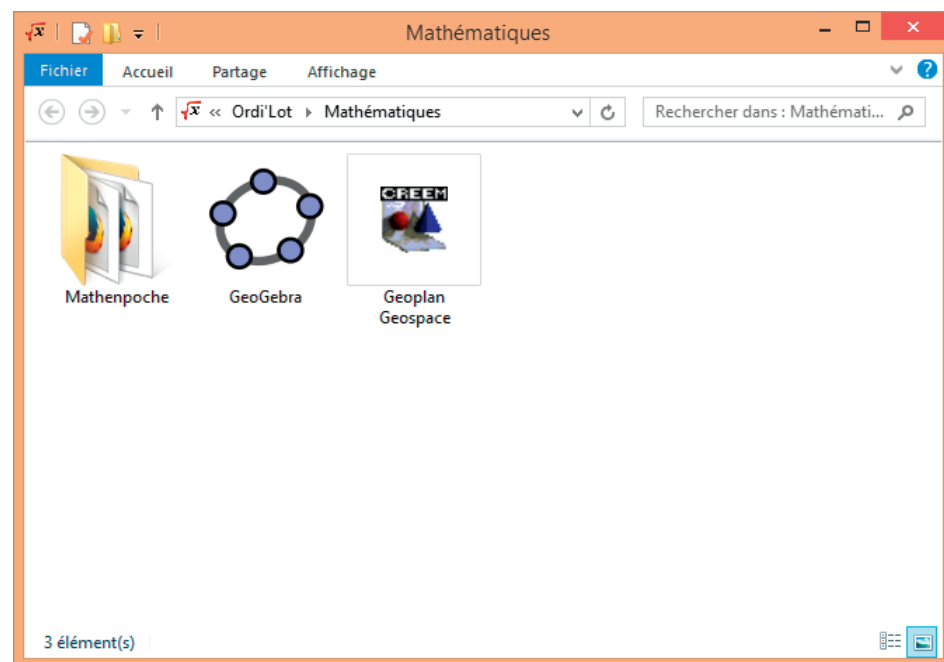 Mathématiques
Fichier Accueil Partage Affichage
« Ordi'Lot Mathématiques Rechercher dans : Mathémati...
CREEM
Mathenpoche GeoGebra Geoplan
Geospace
3 élément(s)